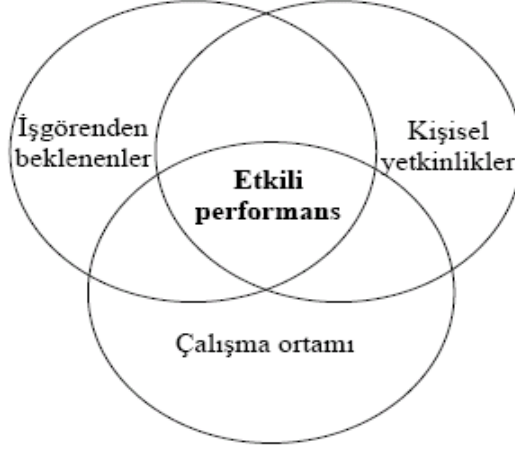 İşgörenden
beklenenler
Kişisel
yetkinlikler
Etkili
performans
Çalışma ortamı